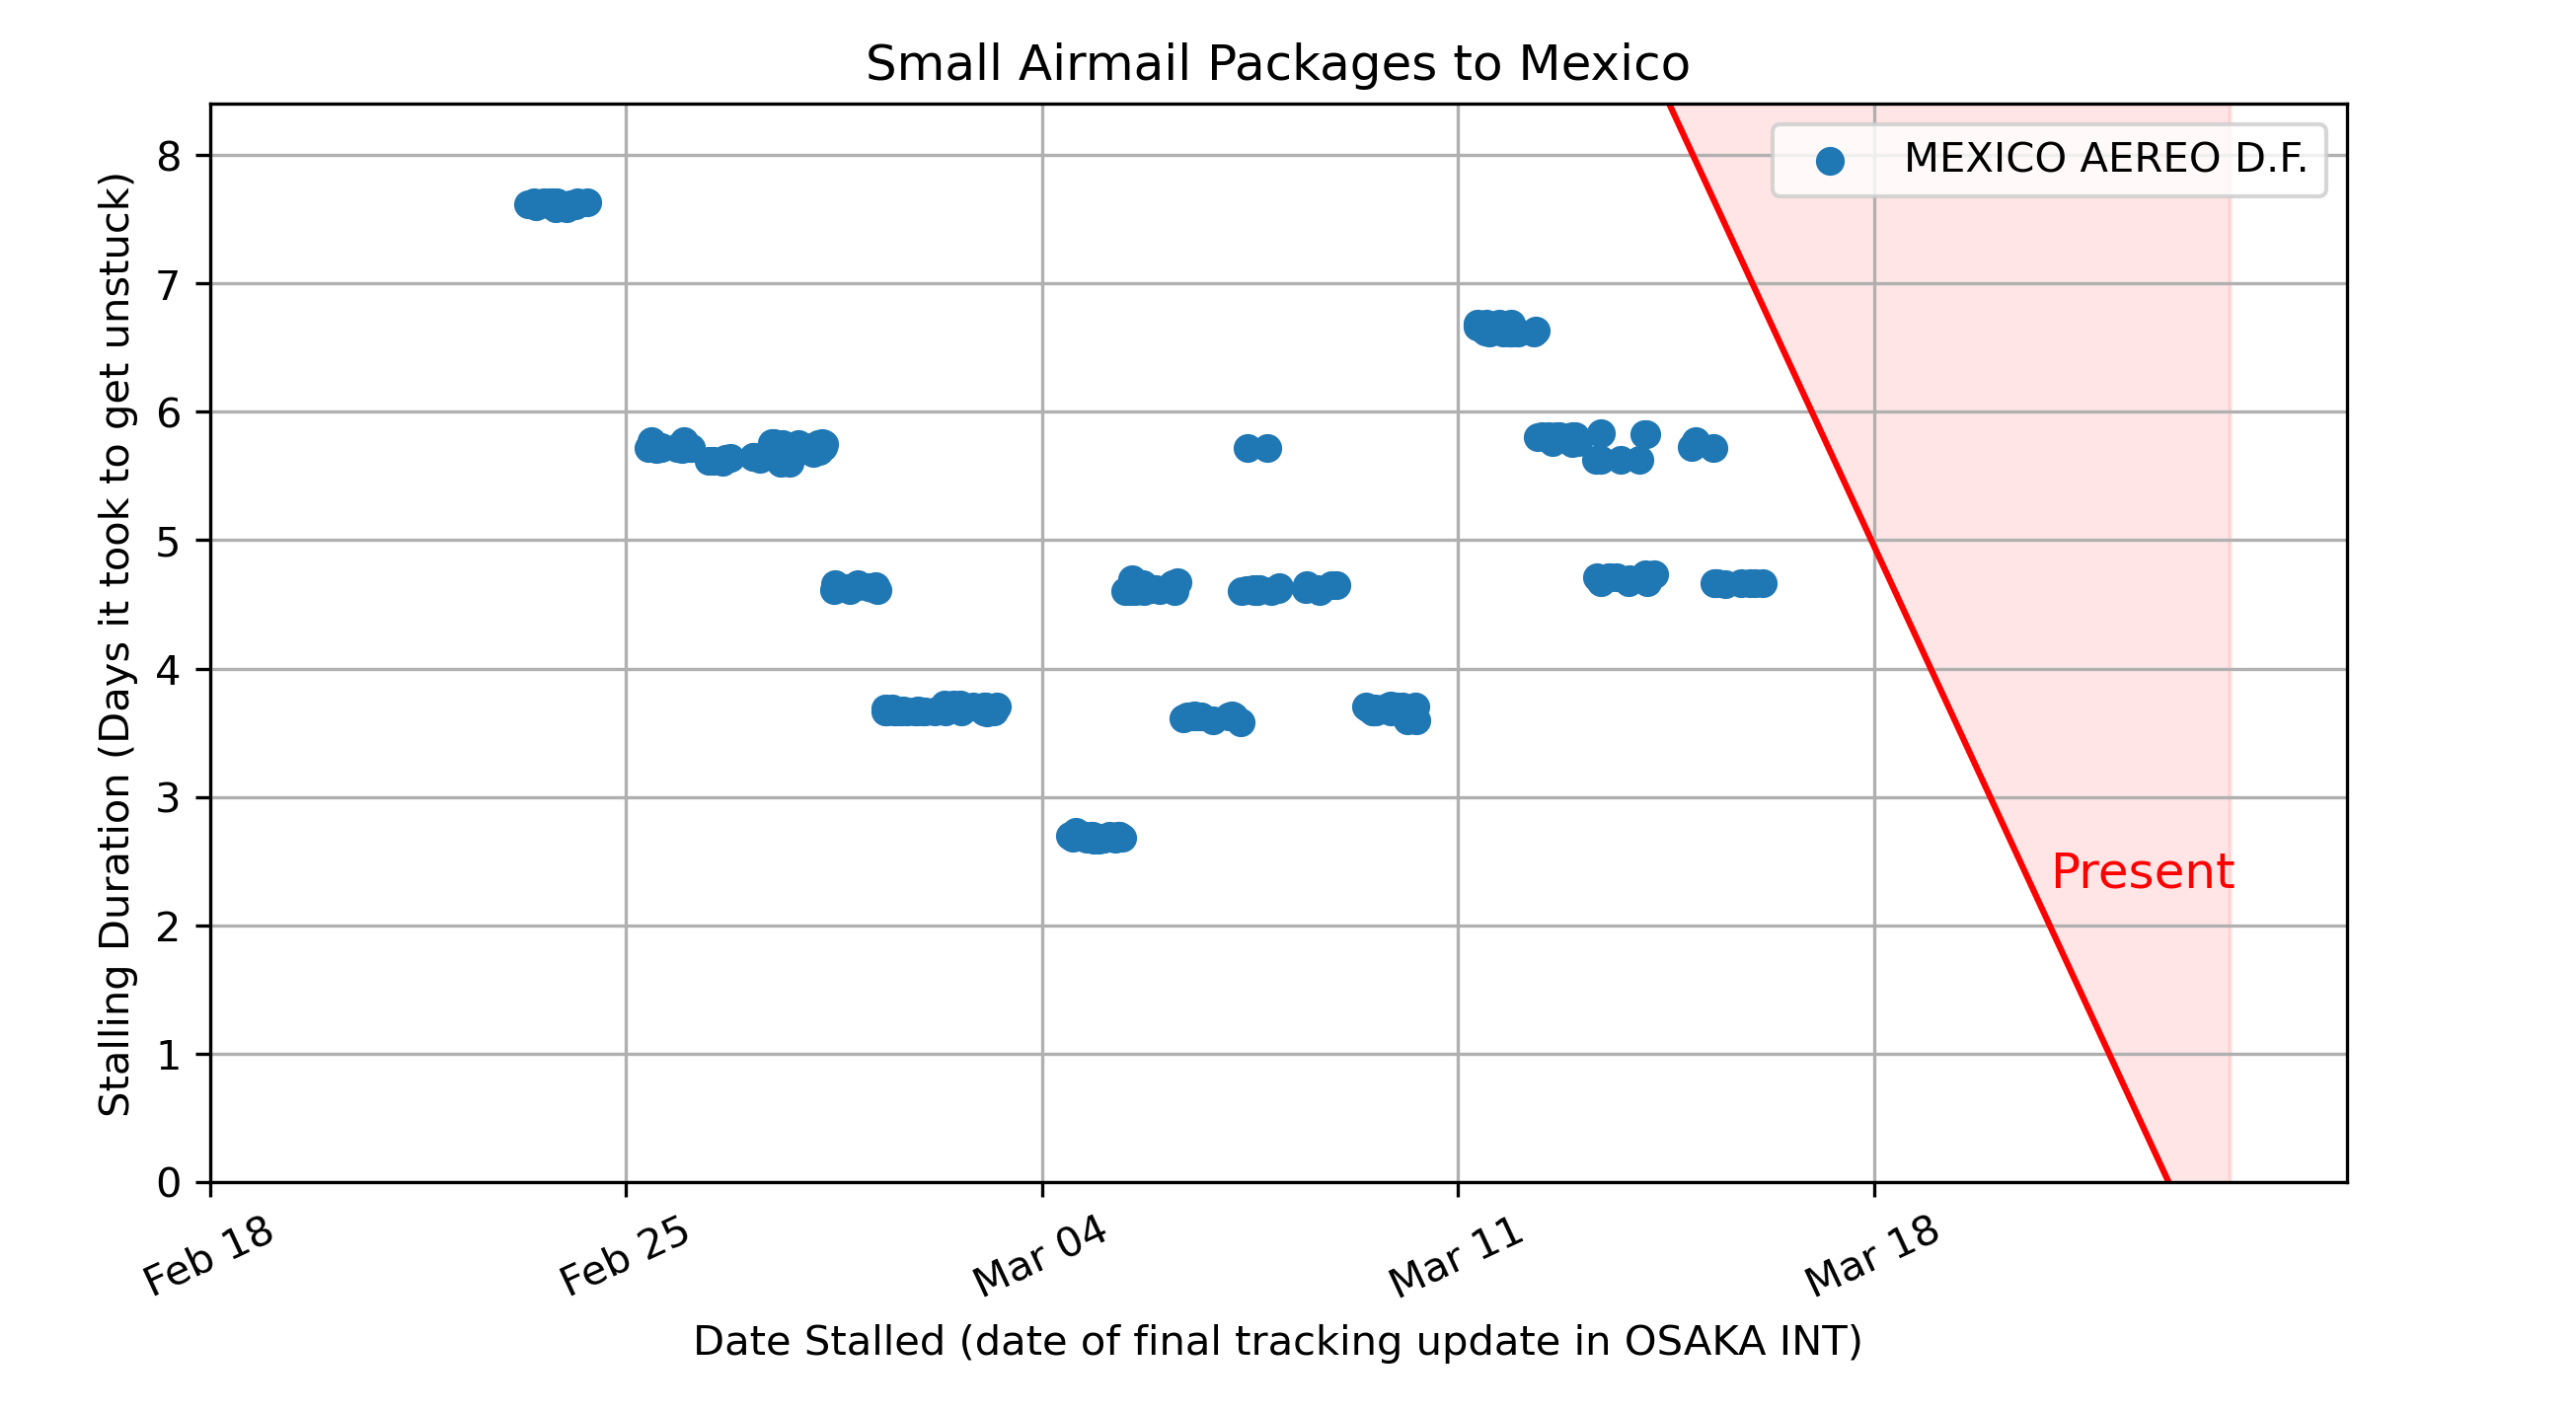 Small Airmail Packages to Mexico
MEXICO AEREO D.F.
Stalling Duration (Days it took to get unstuck)
8
7
6
5
4
3
2
1
0
Present
Feb 18
Feb 25
Mar 04
Mar 11
Mar 18
Date Stalled (date of final tracking update in OSAKA INT)